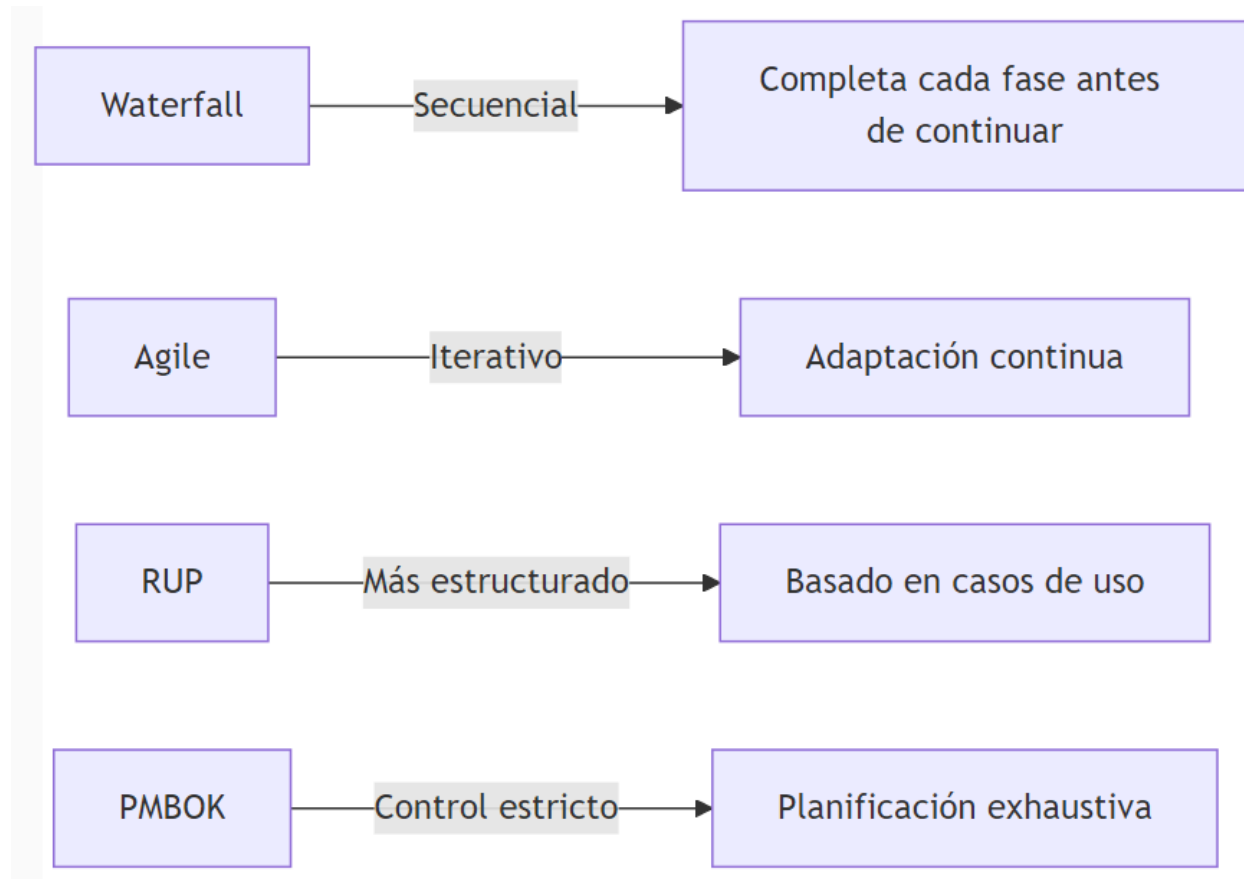 Waterfall
Secuencial
Completa cada fase antes
de continuar
Agile
Iterativo
Adaptación continua
RUP
Más estructurado
Basado en casos de uso
PMBOK
Control estricto
Planificación exhaustiva